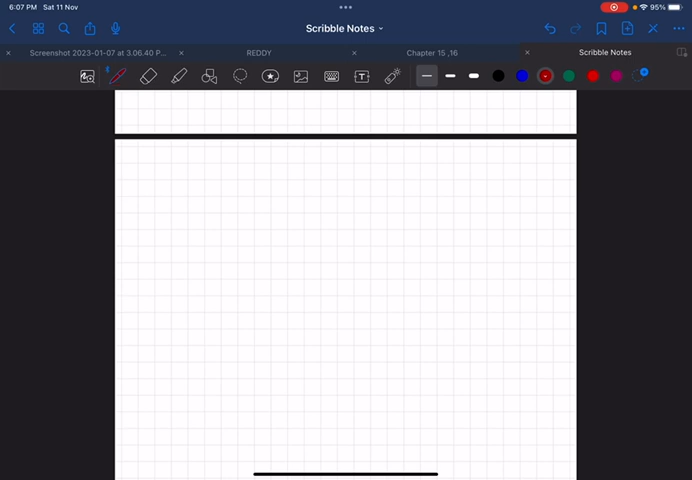 6:07 PM Sat 11 Nov 95%
Scribble Notes
Screenshot 2023-01-07 at 3.06.40 P... REDDY Chapter 15 ,16 Scribble Notes
T